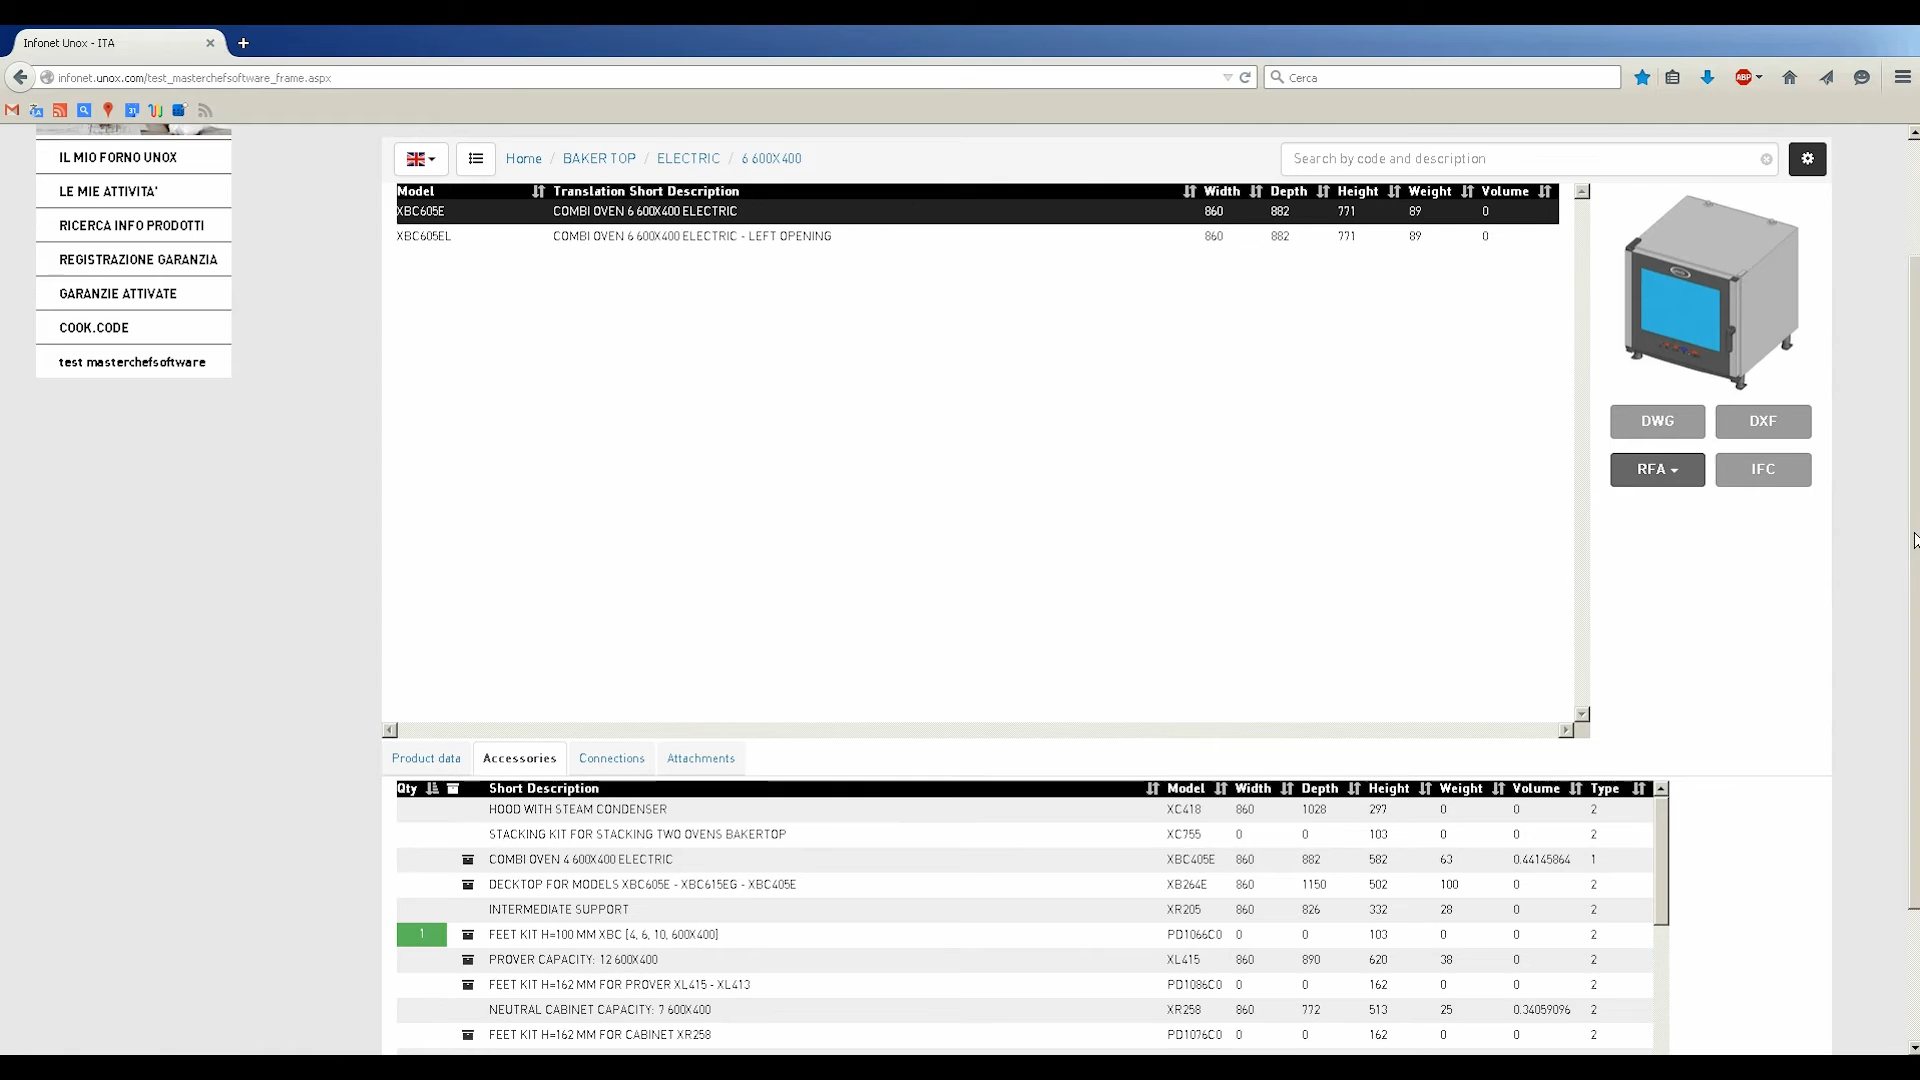 Infonet Unox - ITA
infonet.unox.com/test_masterchefsoftware_frame.aspx
Cerca
ABP
31
IL MIO FORNO UNOX
LE MIE ATTIVITA'
RICERCA INFO PRODOTTI
REGISTRAZIONE GARANZIA
GARANZIE ATTIVATE
COOK.CODE
test masterchefsoftware
Home / BAKER TOP / ELECTRIC / 6 600X400
Search by code and description
Model Translation Short Description Width Depth Height Weight Volume
XBC605E COMBI OVEN 6 600X400 ELECTRIC 860 882 771 89 0
XBC605EL COMBI OVEN 6 600X400 ELECTRIC - LEFT OPENING 860 882 771 89 0
DWG DXF
RFA IFC
Product data Accessories Connections Attachments
Qty Short Description Model Width Depth Height Weight Volume Type
HOOD WITH STEAM CONDENSER XC418 860 1028 297 0 0 2
STACKING KIT FOR STACKING TWO OVENS BAKERTOP XC755 0 0 103 0 0 2
COMBI OVEN 4 600X400 ELECTRIC XBC405E 860 882 582 63 0.44145864 1
DECKTOP FOR MODELS XBC605E - XBC615EG - XBC405E XB264E 860 1150 502 100 0 2
INTERMEDIATE SUPPORT XR205 860 826 332 28 0 2
1 FEET KIT H=100 MM XBC [4, 6, 10, 600X400] PD1066C0 0 0 103 0 0 2
PROVER CAPACITY: 12 600X400 XL415 860 890 620 38 0 2
FEET KIT H=162 MM FOR PROVER XL415 - XL413 PD1086C0 0 0 162 0 0 2
NEUTRAL CABINET CAPACITY: 7 600X400 XR258 860 772 513 25 0.34059096 2
FEET KIT H=162 MM FOR CABINET XR258 PD1076C0 0 0 162 0 0 2